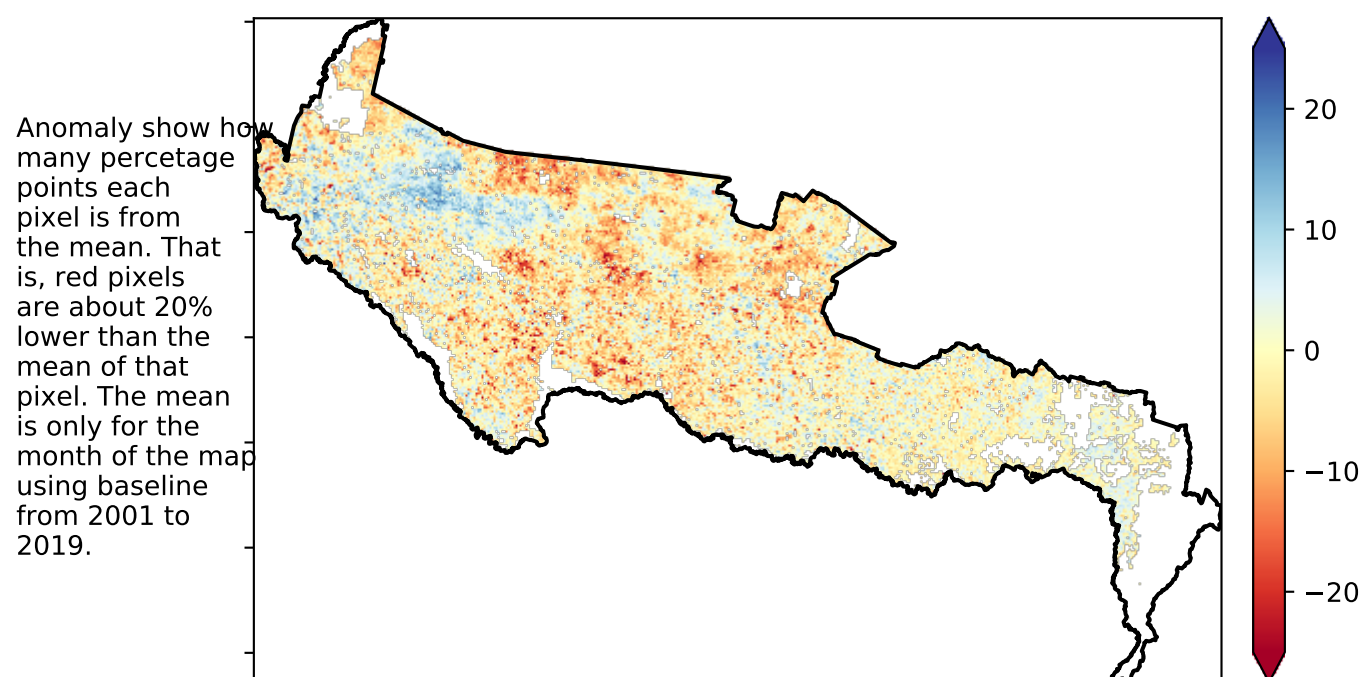 Anomaly show how
many percetage
points each
pixel is from
the mean. That
is, red pixels
are about 20%
lower than the
mean of that
pixel. The mean
is only for the
month of the map
using baseline
from 2001 to
2019.
20
10
0
−10
−20